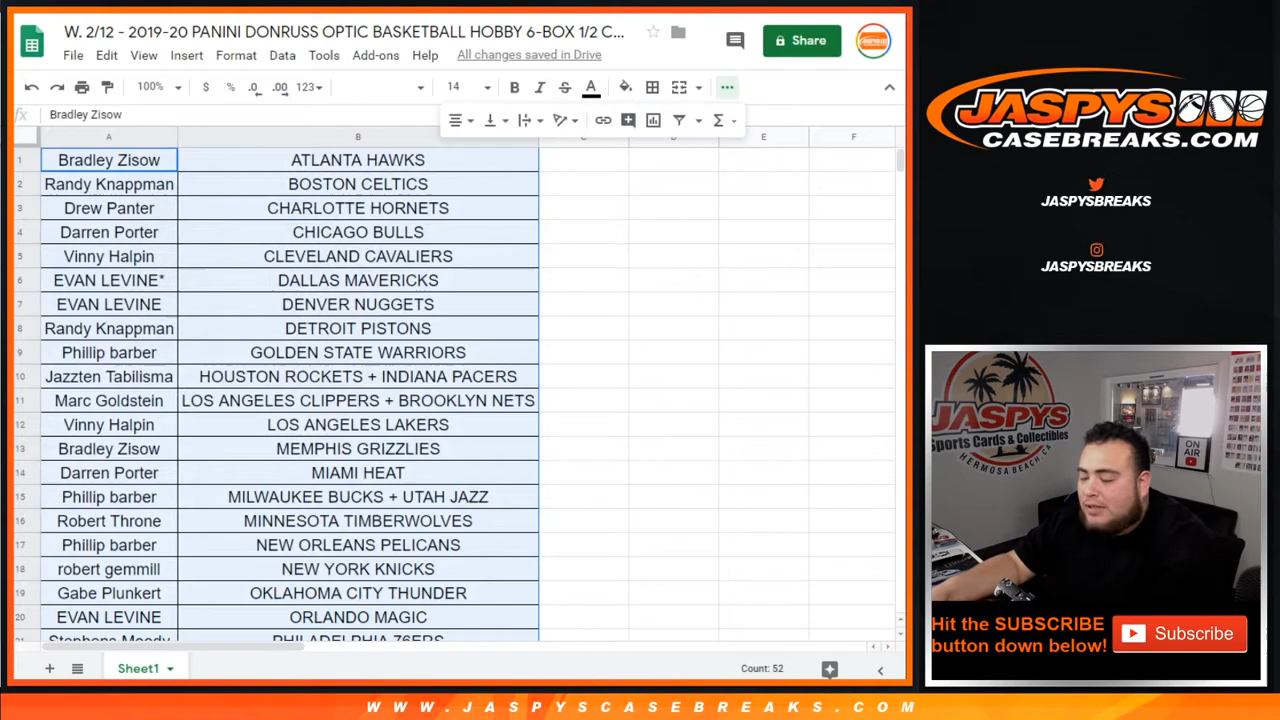 W. 2/12 - 2019-20 PANINI DONRUSS OPTIC BASKETBALL HOBBY 6-BOX 1/2 C...
Share
File Edit View Insert Format Data Tools Add-ons Help All changes saved in Drive
100% $ % .0 .00 123 14 B I S A
fx Bradley Zisow
A B C D E F
1 Bradley Zisow ATLANTA HAWKS
2 Randy Knappman BOSTON CELTICS
3 Drew Panter CHARLOTTE HORNETS
4 Darren Porter CHICAGO BULLS
5 Vinny Halpin CLEVELAND CAVALIERS
6 EVAN LEVINE* DALLAS MAVERICKS
7 EVAN LEVINE DENVER NUGGETS
8 Randy Knappman DETROIT PISTONS
9 Phillip barber GOLDEN STATE WARRIORS
10 Jazzten Tabilisma HOUSTON ROCKETS + INDIANA PACERS
11 Marc Goldstein LOS ANGELES CLIPPERS + BROOKLYN NETS
12 Vinny Halpin LOS ANGELES LAKERS
13 Bradley Zisow MEMPHIS GRIZZLIES
14 Darren Porter MIAMI HEAT
15 Phillip barber MILWAUKEE BUCKS + UTAH JAZZ
16 Robert Throne MINNESOTA TIMBERWOLVES
17 Phillip barber NEW ORLEANS PELICANS
18 robert gemmill NEW YORK KNICKS
19 Gabe Plunkert OKLAHOMA CITY THUNDER
20 EVAN LEVINE ORLANDO MAGIC
21 Stephens Moody PHILADELPHIA 76ERS
Sheet1
Count: 52
JASPYS
CASEBREAKS.COM
JASPYSBREAKS
JASPYSBREAKS
JASPYS
Sports Cards & Collectibles
HERMOSA BEACH, CA
ON
AIR
Hit the SUBSCRIBE
button down below!
Subscribe
WWW.JASPYSCASEBREAKS.COM